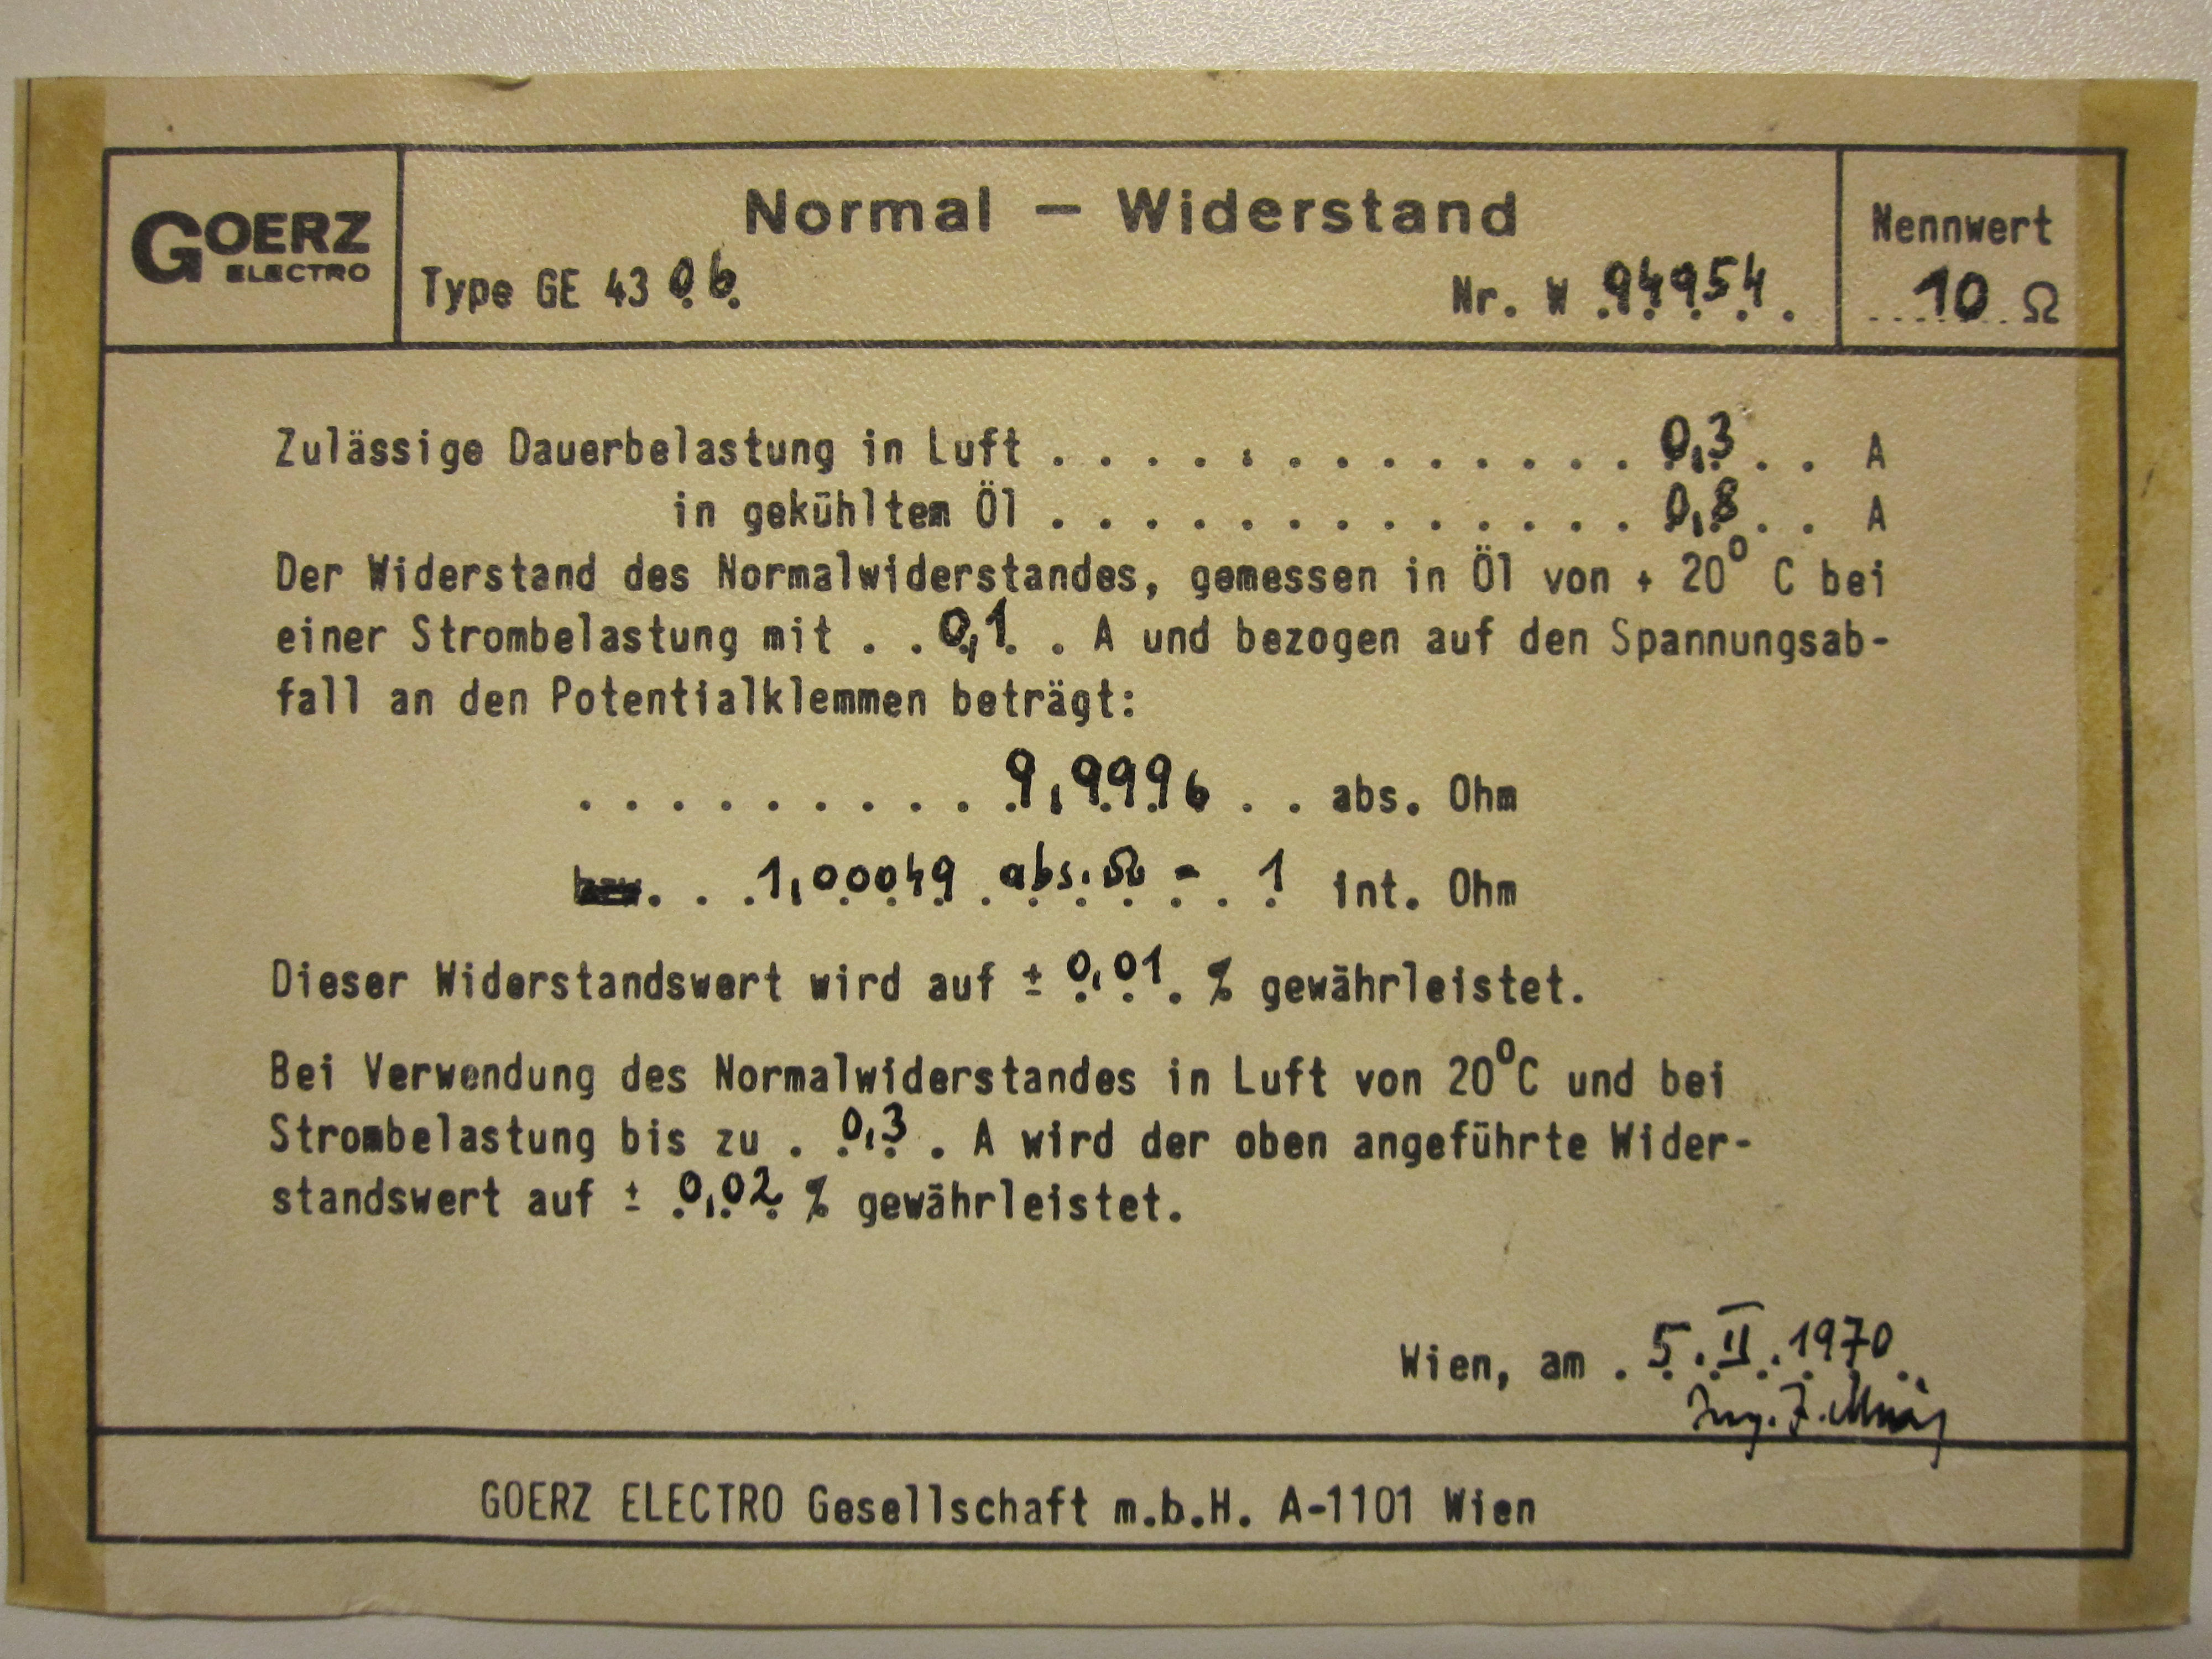 GOERZ
ELECTRO
Normal – Widerstand
Type GE 43 06
Nr. W 94954
Nennwert
10 Ω
Zulässige Dauerbelastung in Luft . . . . . . . . . . . . . 0,3 . . A
in gekühltem Öl . . . . . . . . . . . . . 0,8 . . A
Der Widerstand des Normalwiderstandes, gemessen in Öl von + 20° C bei
einer Strombelastung mit . . 0,1 . . A und bezogen auf den Spannungsab-
fall an den Potentialklemmen beträgt:
. . . . . . . . . 9,9996 . . abs. Ohm
. . . 1,00049 abs. Ω = 1 int. Ohm
Dieser Widerstandswert wird auf ± 0,01 . % gewährleistet.
Bei Verwendung des Normalwiderstandes in Luft von 20°C und bei
Strombelastung bis zu . 0,3 . A wird der oben angeführte Wider-
standswert auf ± 0,02 % gewährleistet.
Wien, am . 5. II. 1970
Ing. F.
GOERZ ELECTRO Gesellschaft m.b.H. A-1101 Wien